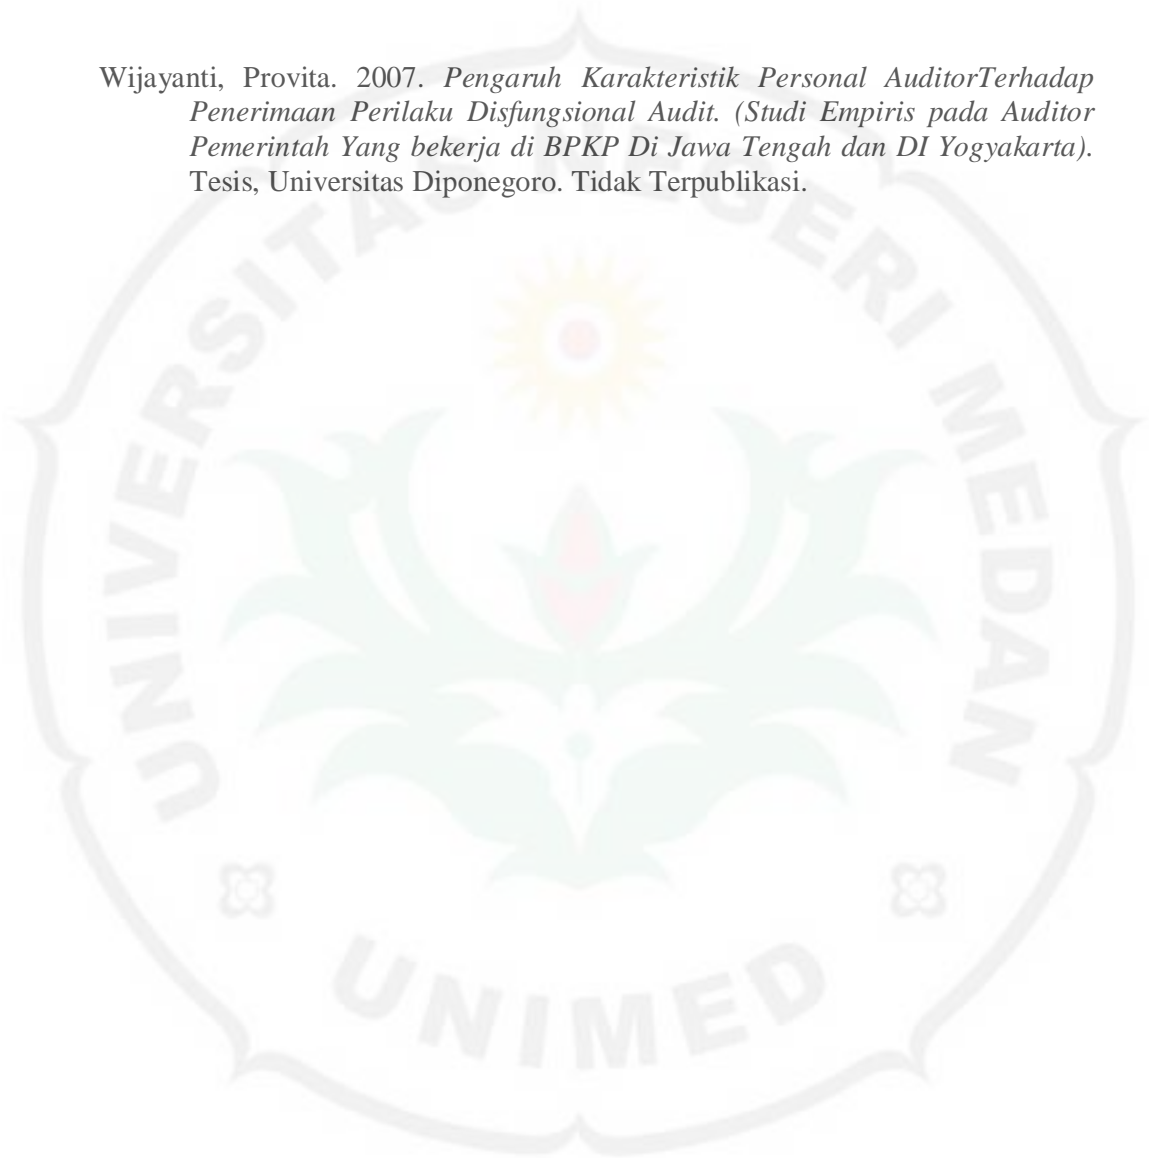 Wijayanti, Provita. 2007. Pengaruh Karakteristik Personal AuditorTerhadap
Penerimaan Perilaku Disfungsional Audit. (Studi Empiris pada Auditor
Pemerintah Yang bekerja di BPKP Di Jawa Tengah dan DI Yogyakarta).
Tesis, Universitas Diponegoro. Tidak Terpublikasi.
UNIVERSITAS NEGERI MEDAN
UNIMED